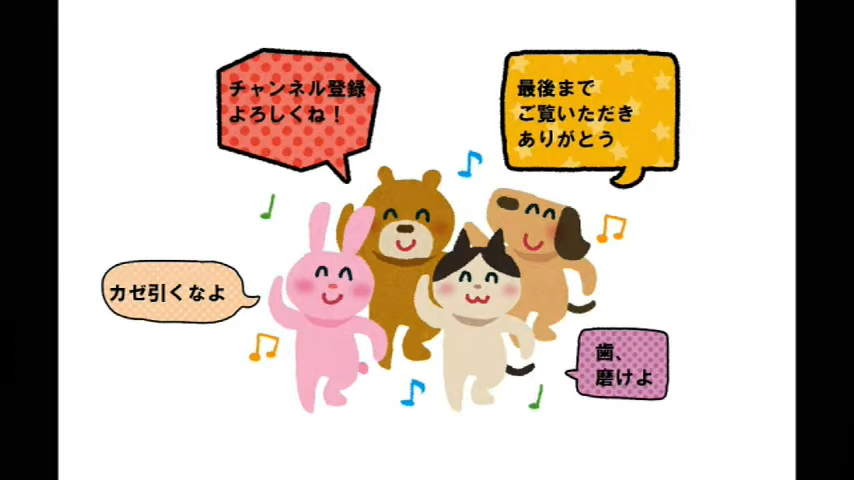 チャンネル登録
よろしくね！
最後まで
ご覧いただき
ありがとう
カゼ引くなよ
歯、
磨けよ